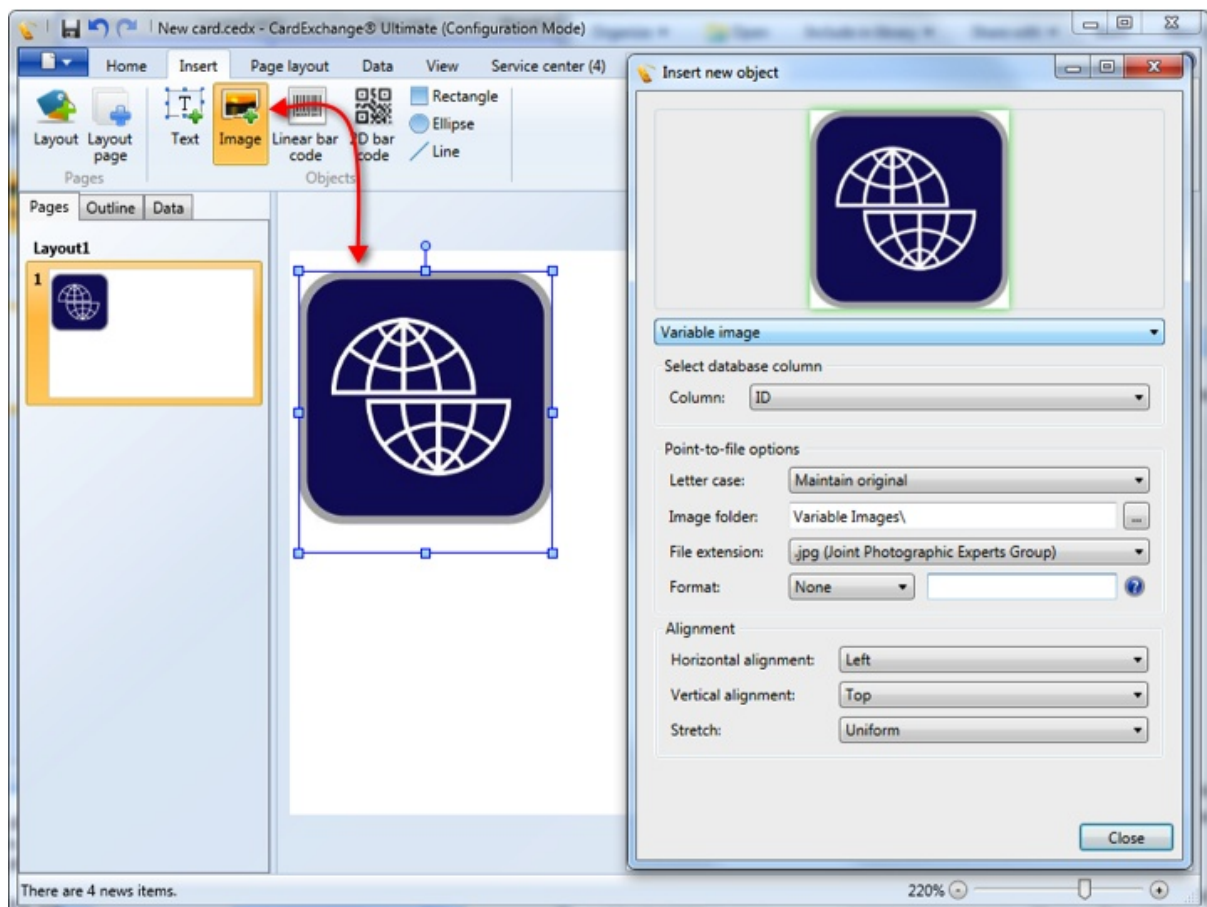 New card.cedx - CardExchange® Ultimate (Configuration Mode)
Home Insert Page layout Data View Service center (4)
Layout
Layout page
Pages
Text
Image
Linear bar code
2D bar code
Rectangle
Ellipse
Line
Objects
Pages Outline Data
Layout1
1
There are 4 news items.
220%
Insert new object
Variable image
Select database column
Column: ID
Point-to-file options
Letter case: Maintain original
Image folder: Variable Images\ ...
File extension: .jpg (Joint Photographic Experts Group)
Format: None
Alignment
Horizontal alignment: Left
Vertical alignment: Top
Stretch: Uniform
Close